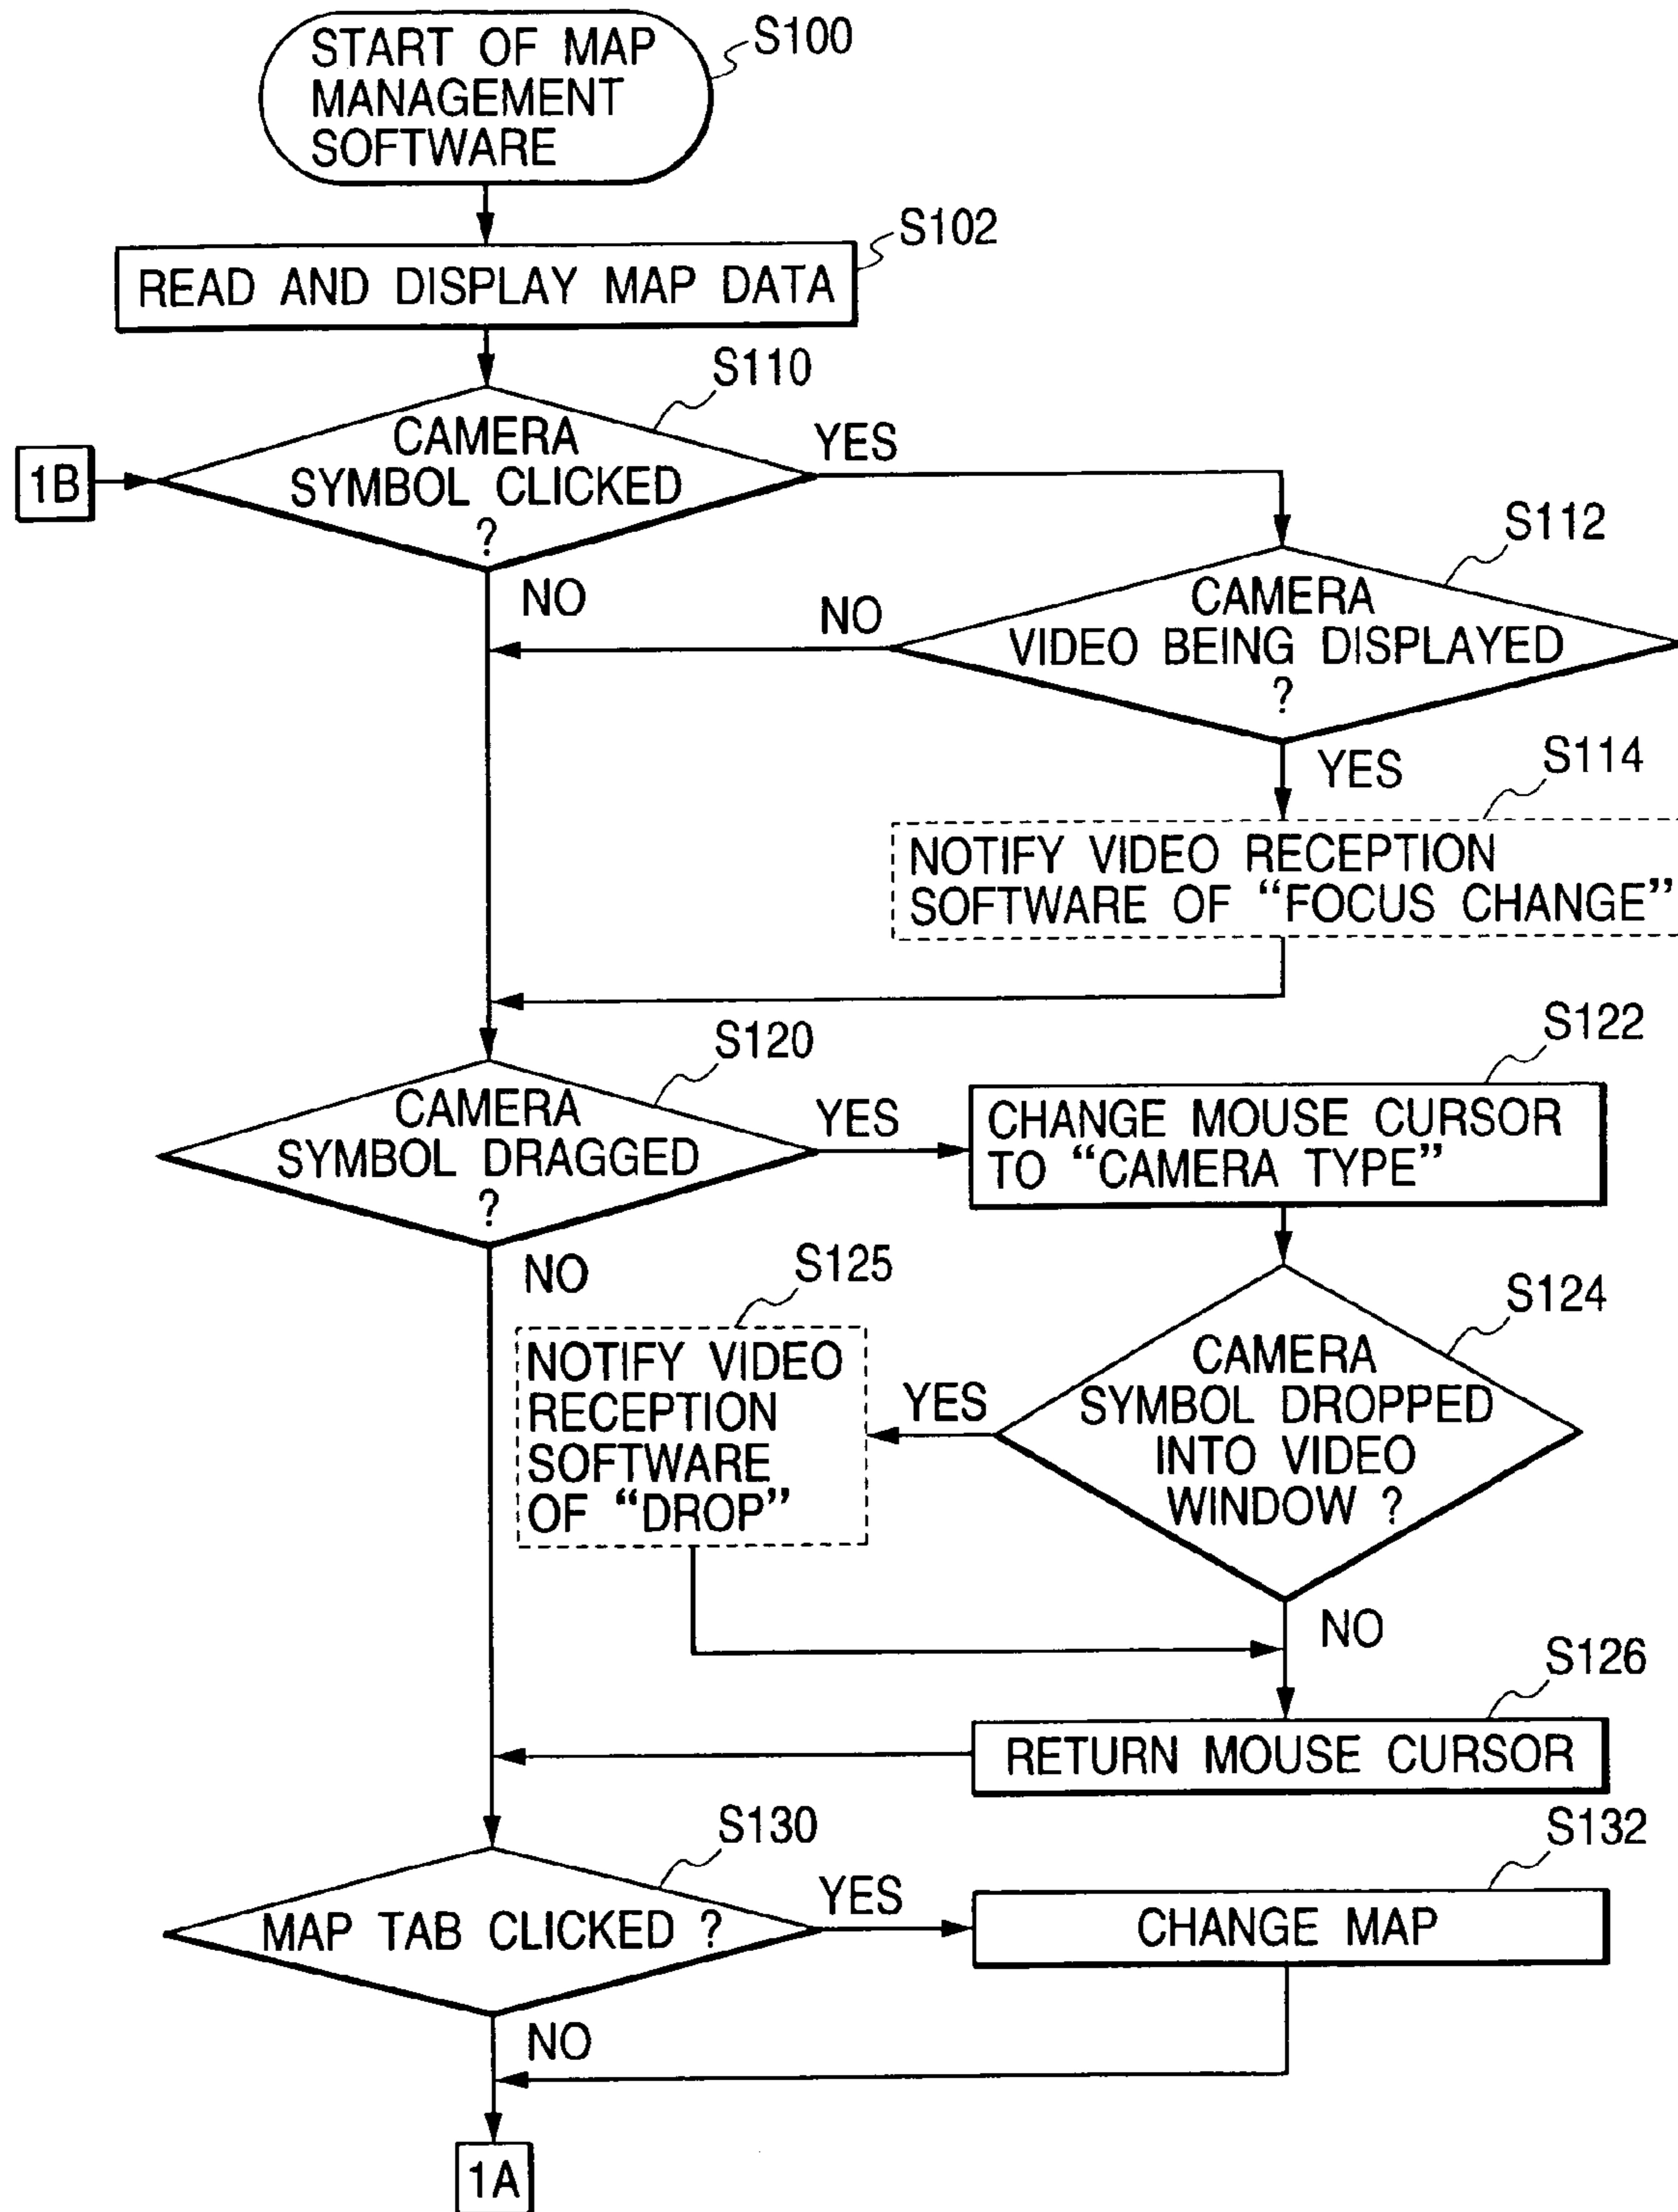 START OF MAP
MANAGEMENT
SOFTWARE
S100
S102
READ AND DISPLAY MAP DATA
S110
CAMERA
SYMBOL CLICKED
?
YES
1B
NO
S112
CAMERA
VIDEO BEING DISPLAYED
?
NO
YES
S114
NOTIFY VIDEO RECEPTION
SOFTWARE OF “FOCUS CHANGE”
S120
CAMERA
SYMBOL DRAGGED
?
YES
NO
S122
CHANGE MOUSE CURSOR
TO “CAMERA TYPE”
S124
CAMERA
SYMBOL DROPPED
INTO VIDEO
WINDOW ?
YES
NO
S125
NOTIFY VIDEO
RECEPTION
SOFTWARE
OF “DROP”
S126
RETURN MOUSE CURSOR
S130
MAP TAB CLICKED ?
YES
NO
S132
CHANGE MAP
1A